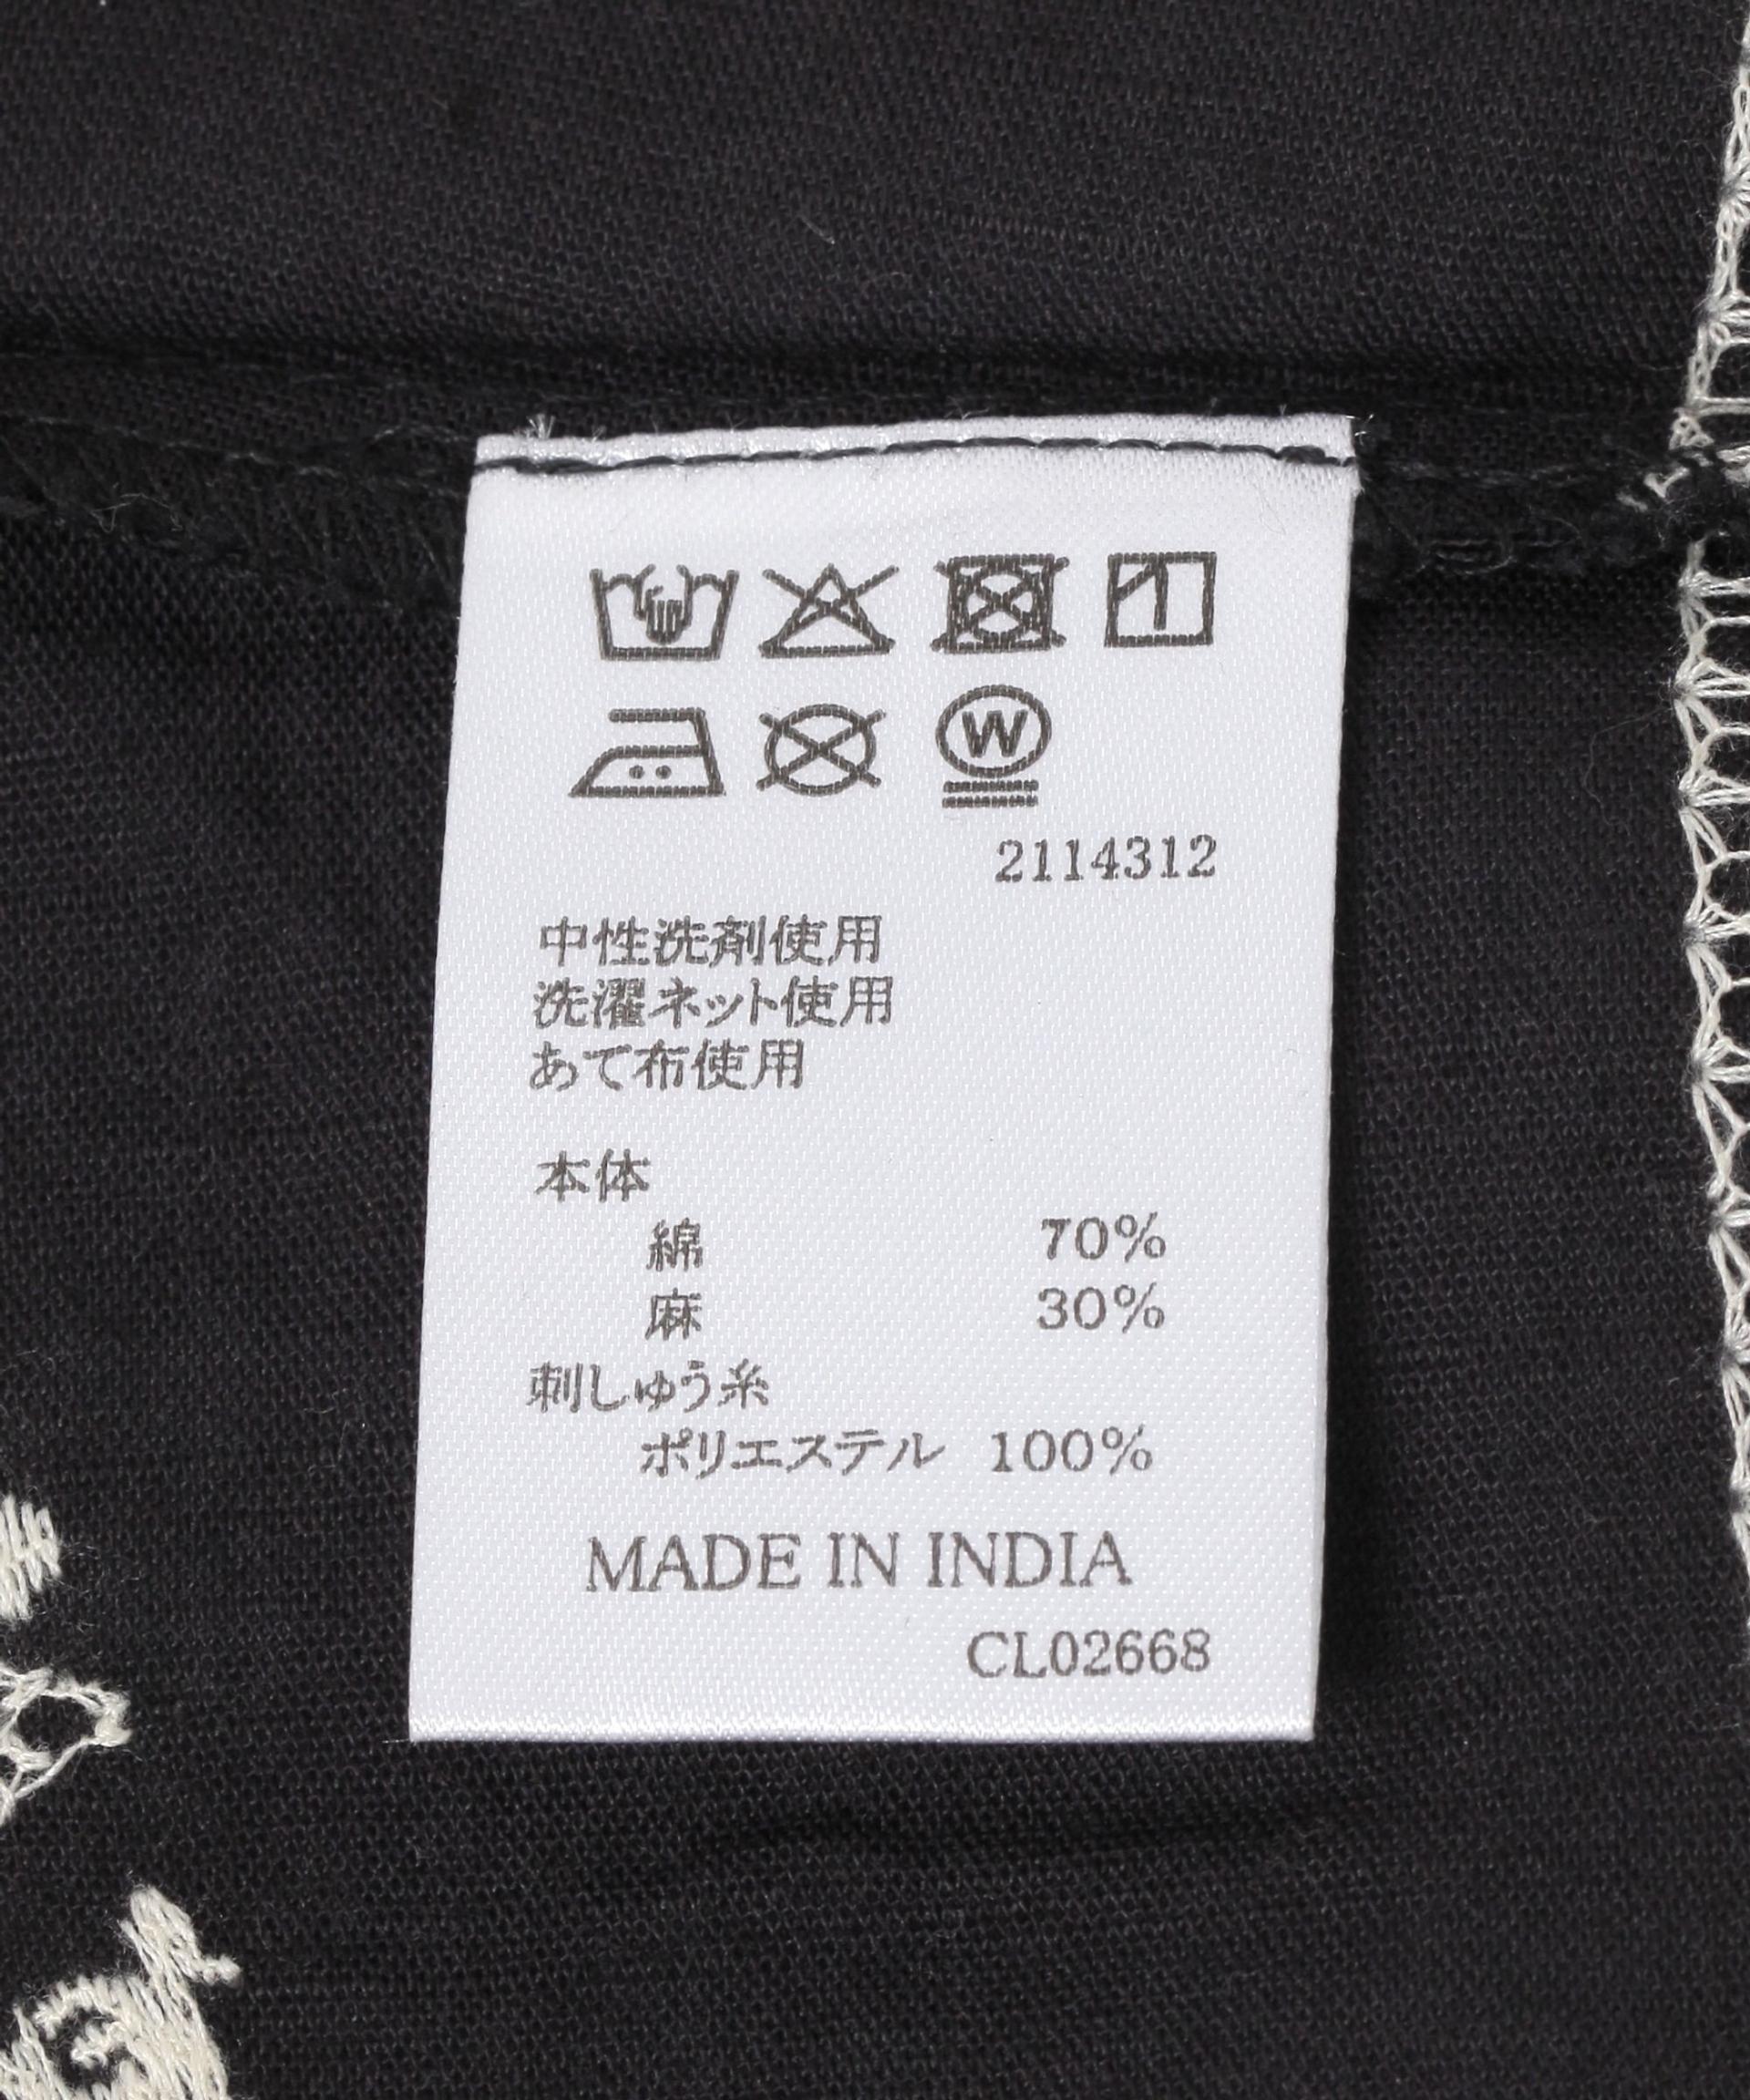 W
2114312
中性洗剤使用
洗濯ネット使用
あて布使用
本体
綿 70%
麻 30%
刺しゅう糸
ポリエステル 100%
MADE IN INDIA
CL02668